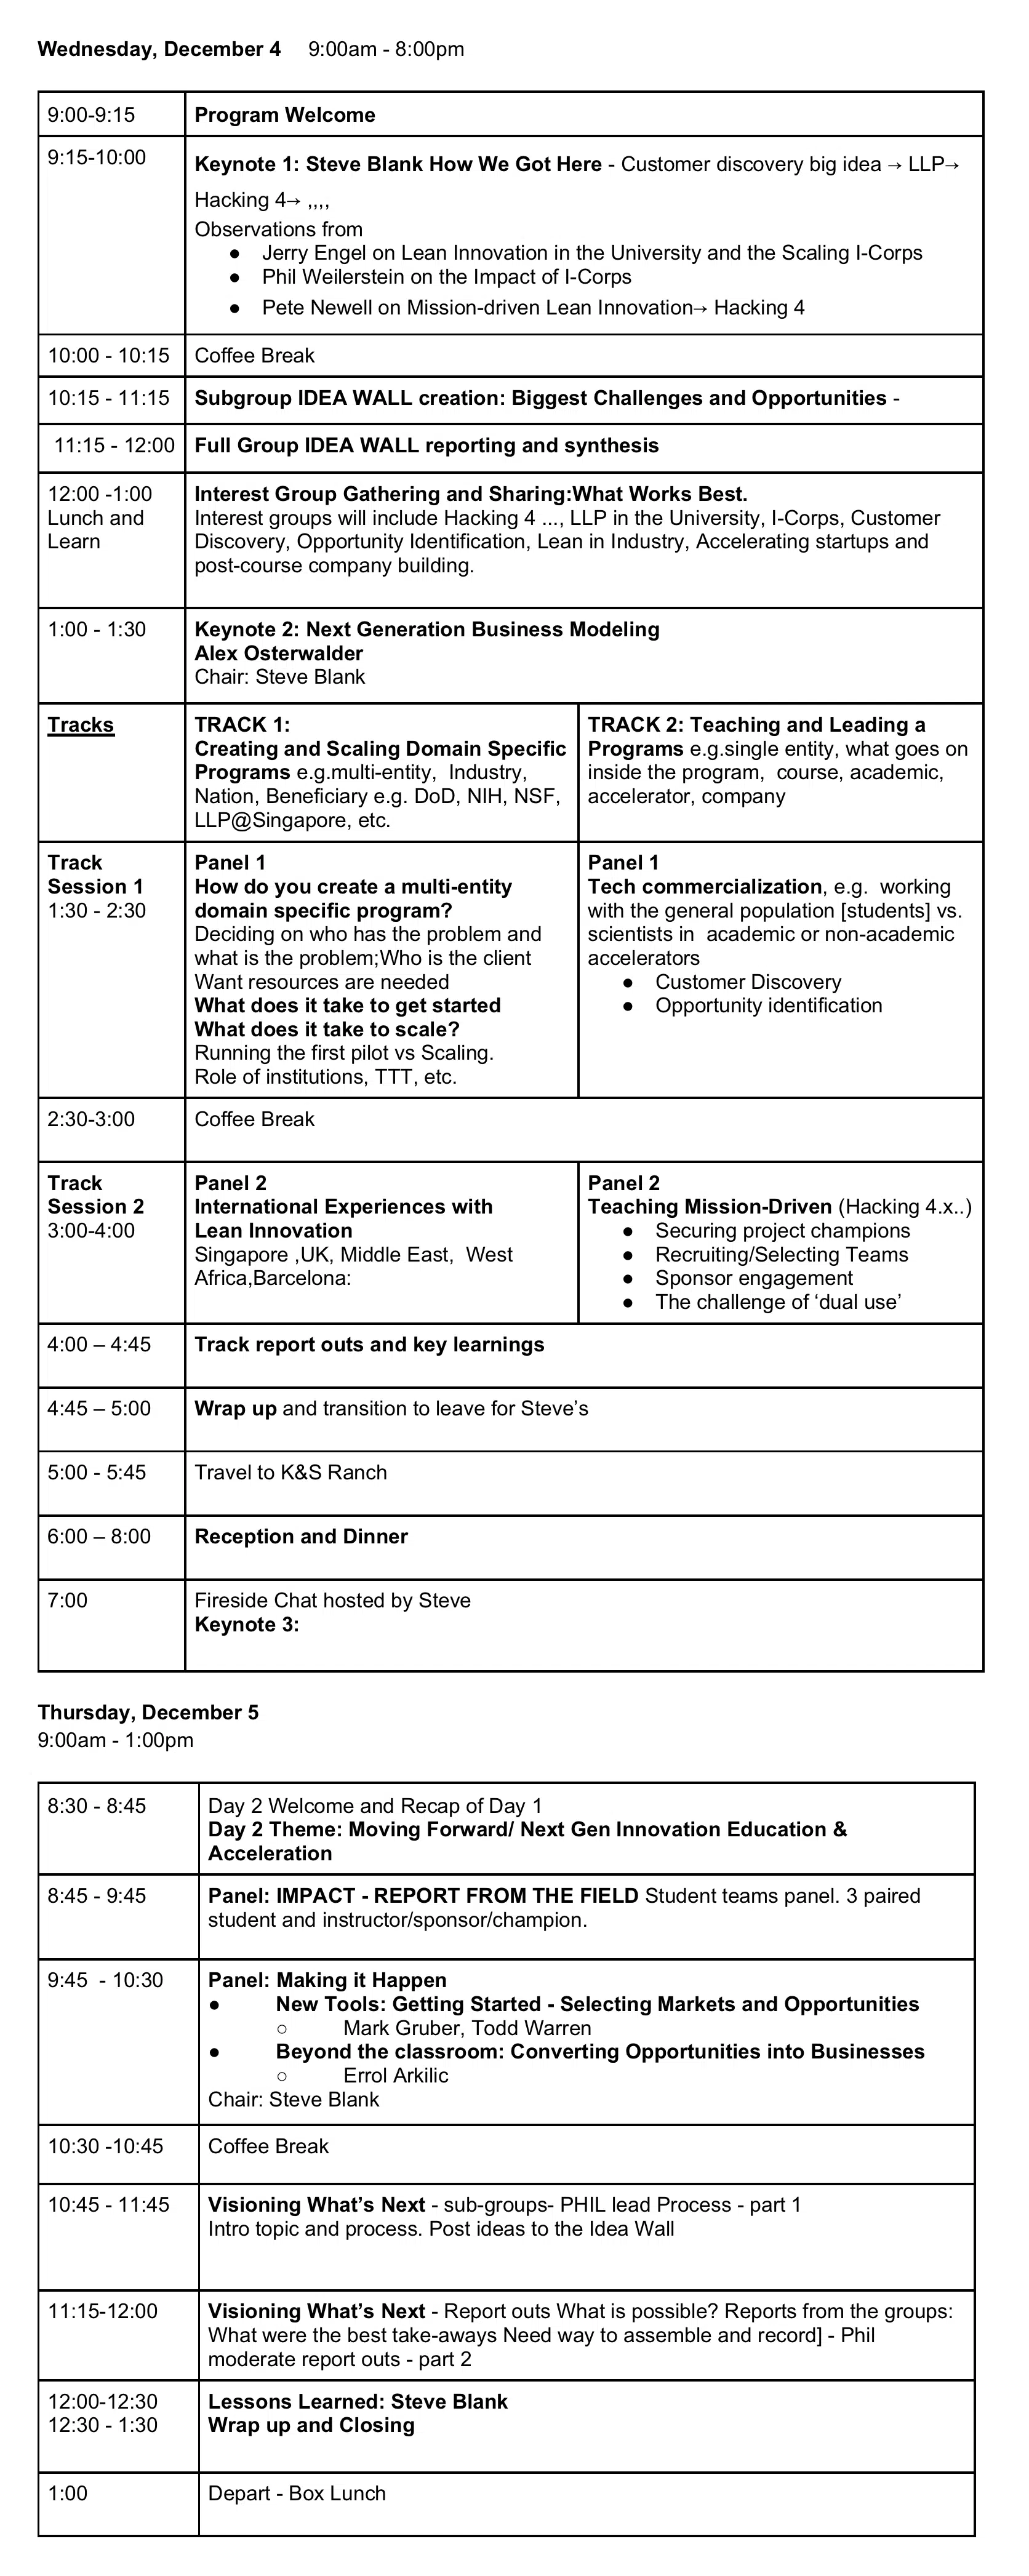 Wednesday, December 4 9:00am - 8:00pm
9:00-9:15
Program Welcome
9:15-10:00
Keynote 1: Steve Blank How We Got Here - Customer discovery big idea → LLP→
Hacking 4→ ,,,,
Observations from
● Jerry Engel on Lean Innovation in the University and the Scaling I-Corps
● Phil Weilerstein on the Impact of I-Corps
● Pete Newell on Mission-driven Lean Innovation→ Hacking 4
10:00 - 10:15
Coffee Break
10:15 - 11:15
Subgroup IDEA WALL creation: Biggest Challenges and Opportunities -
11:15 - 12:00
Full Group IDEA WALL reporting and synthesis
12:00 -1:00
Lunch and
Learn
Interest Group Gathering and Sharing:What Works Best.
Interest groups will include Hacking 4 ..., LLP in the University, I-Corps, Customer
Discovery, Opportunity Identification, Lean in Industry, Accelerating startups and
post-course company building.
1:00 - 1:30
Keynote 2: Next Generation Business Modeling
Alex Osterwalder
Chair: Steve Blank
Tracks
TRACK 1:
Creating and Scaling Domain Specific
Programs e.g.multi-entity, Industry,
Nation, Beneficiary e.g. DoD, NIH, NSF,
LLP@Singapore, etc.
TRACK 2: Teaching and Leading a
Programs e.g.single entity, what goes on
inside the program, course, academic,
accelerator, company
Track
Session 1
1:30 - 2:30
Panel 1
How do you create a multi-entity
domain specific program?
Deciding on who has the problem and
what is the problem;Who is the client
Want resources are needed
What does it take to get started
What does it take to scale?
Running the first pilot vs Scaling.
Role of institutions, TTT, etc.
Panel 1
Tech commercialization, e.g. working
with the general population [students] vs.
scientists in academic or non-academic
accelerators
● Customer Discovery
● Opportunity identification
2:30-3:00
Coffee Break
Track
Session 2
3:00-4:00
Panel 2
International Experiences with
Lean Innovation
Singapore ,UK, Middle East, West
Africa,Barcelona:
Panel 2
Teaching Mission-Driven (Hacking 4.x..)
● Securing project champions
● Recruiting/Selecting Teams
● Sponsor engagement
● The challenge of ‘dual use’
4:00 – 4:45
Track report outs and key learnings
4:45 – 5:00
Wrap up and transition to leave for Steve’s
5:00 - 5:45
Travel to K&S Ranch
6:00 – 8:00
Reception and Dinner
7:00
Fireside Chat hosted by Steve
Keynote 3:
Thursday, December 5
9:00am - 1:00pm
8:30 - 8:45
Day 2 Welcome and Recap of Day 1
Day 2 Theme: Moving Forward/ Next Gen Innovation Education &
Acceleration
8:45 - 9:45
Panel: IMPACT - REPORT FROM THE FIELD Student teams panel. 3 paired
student and instructor/sponsor/champion.
9:45 - 10:30
Panel: Making it Happen
● New Tools: Getting Started - Selecting Markets and Opportunities
○ Mark Gruber, Todd Warren
● Beyond the classroom: Converting Opportunities into Businesses
○ Errol Arkilic
Chair: Steve Blank
10:30 -10:45
Coffee Break
10:45 - 11:45
Visioning What’s Next - sub-groups- PHIL lead Process - part 1
Intro topic and process. Post ideas to the Idea Wall
11:15-12:00
Visioning What’s Next - Report outs What is possible? Reports from the groups:
What were the best take-aways Need way to assemble and record] - Phil
moderate report outs - part 2
12:00-12:30
12:30 - 1:30
Lessons Learned: Steve Blank
Wrap up and Closing
1:00
Depart - Box Lunch